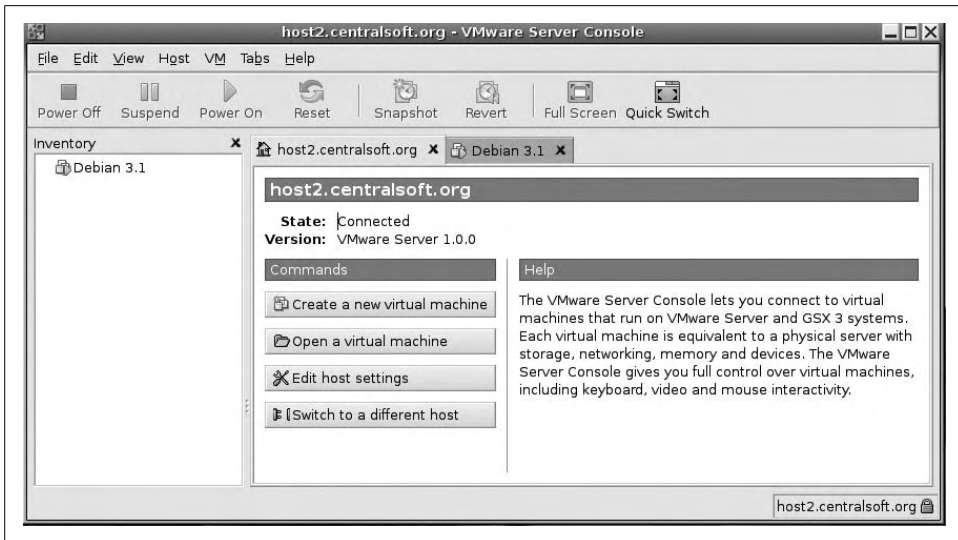 host2.centralsoft.org - VMware Server Console
File Edit View Host VM Tabs Help
Power Off Suspend Power On Reset Snapshot Revert Full Screen Quick Switch
Inventory
Debian 3.1
host2.centralsoft.org Debian 3.1
host2.centralsoft.org
State: Connected
Version: VMware Server 1.0.0
Commands
Create a new virtual machine
Open a virtual machine
Edit host settings
Switch to a different host
Help
The VMware Server Console lets you connect to virtual
machines that run on VMware Server and GSX 3 systems.
Each virtual machine is equivalent to a physical server with
storage, networking, memory and devices. The VMware
Server Console gives you full control over virtual machines,
including keyboard, video and mouse interactivity.
host2.centralsoft.org